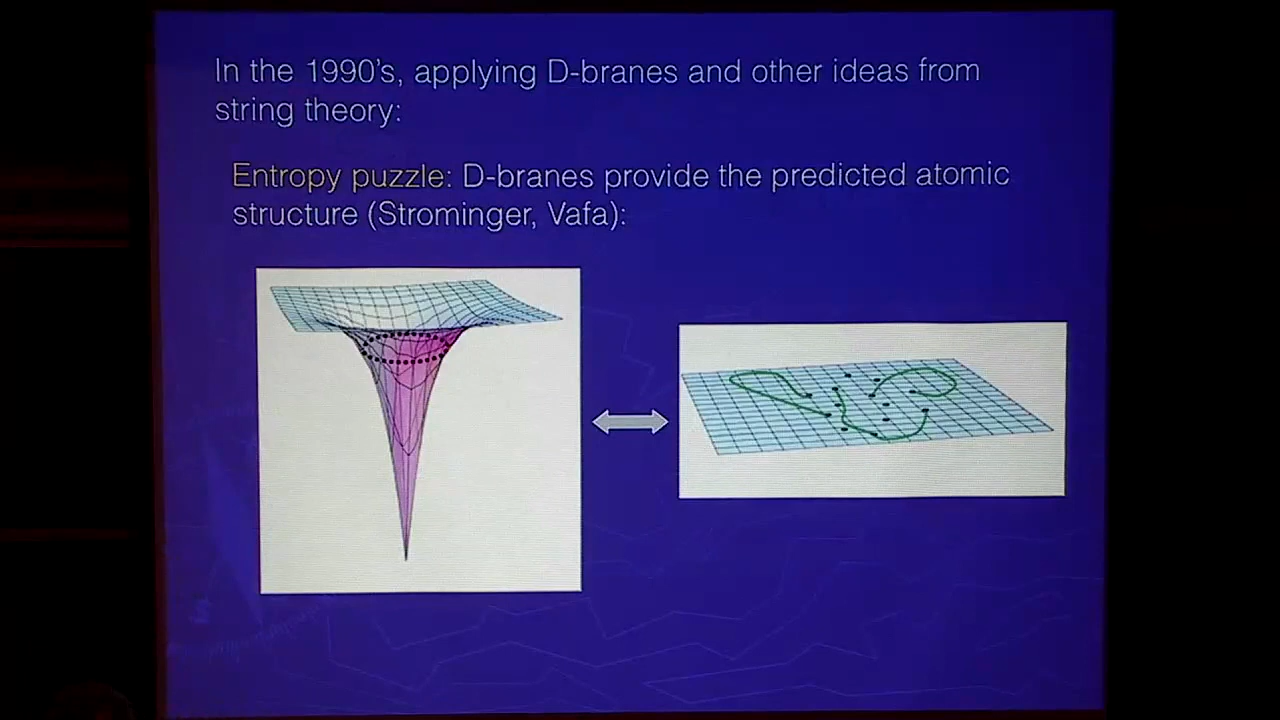 In the 1990's, applying D-branes and other ideas from
string theory:
Entropy puzzle: D-branes provide the predicted atomic
structure (Strominger, Vafa):